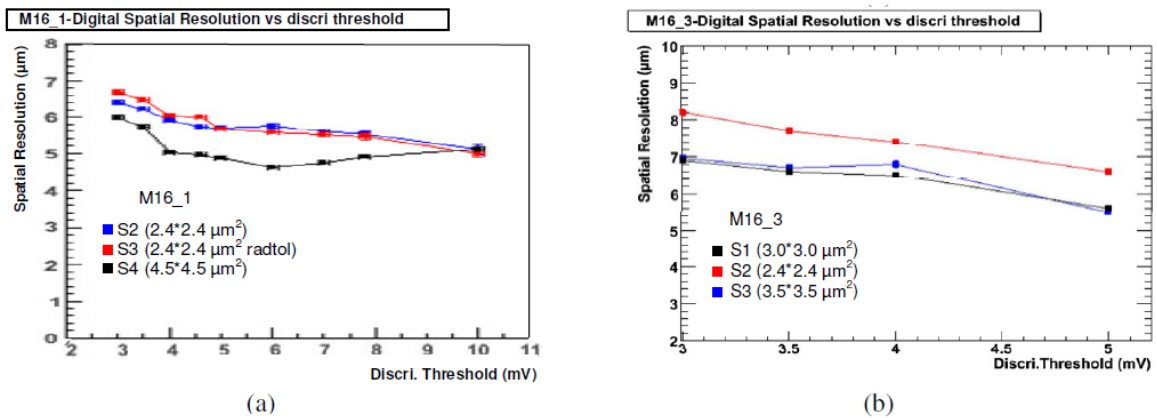 M16_1-Digital Spatial Resolution vs discri threshold
Spatial Resolution (µm)
8
7
6
5
4
3
2
1
0
M16_1
S2 (2.4*2.4 µm²)
S3 (2.4*2.4 µm² radtol)
S4 (4.5*4.5 µm²)
2 3 4 5 6 7 8 9 10 11
Discri. Threshold (mV)
(a)
M16_3-Digital Spatial Resolution vs discri threshold
Spatial Resolution (µm)
10
9
8
7
6
5
4
3
2
M16_3
S1 (3.0*3.0 µm²)
S2 (2.4*2.4 µm²)
S3 (3.5*3.5 µm²)
3 3.5 4 4.5 5
Discri.Threshold (mV)
(b)